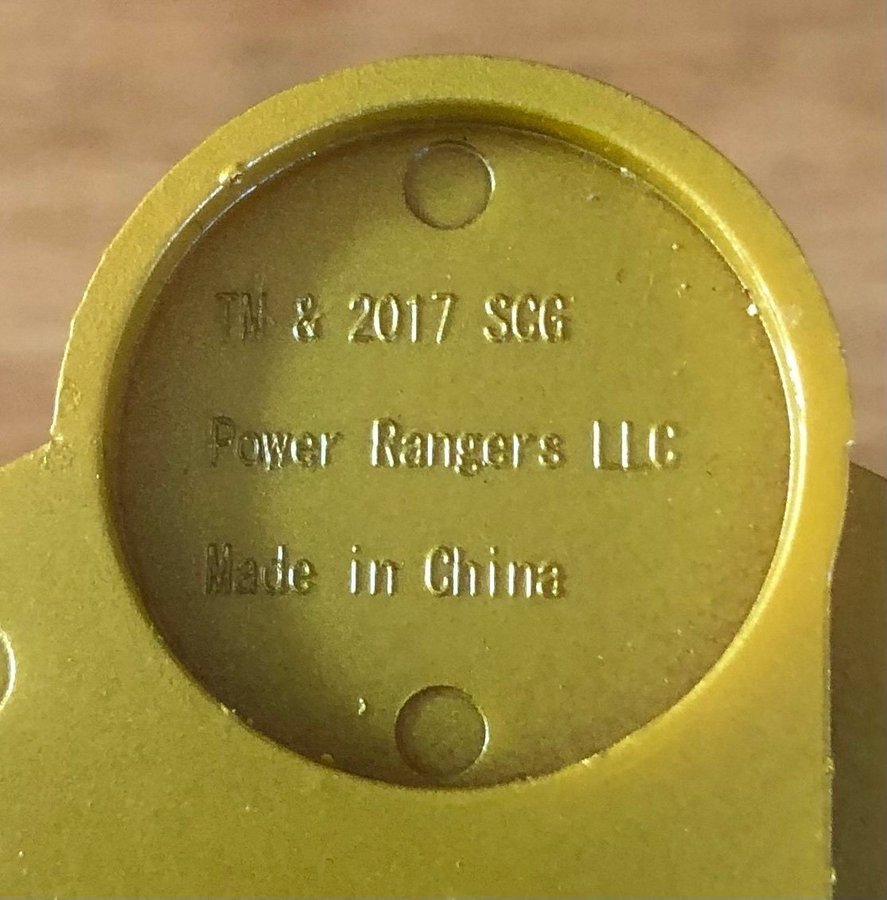 TM & 2017 SCG
Power Rangers LLC
Made in China